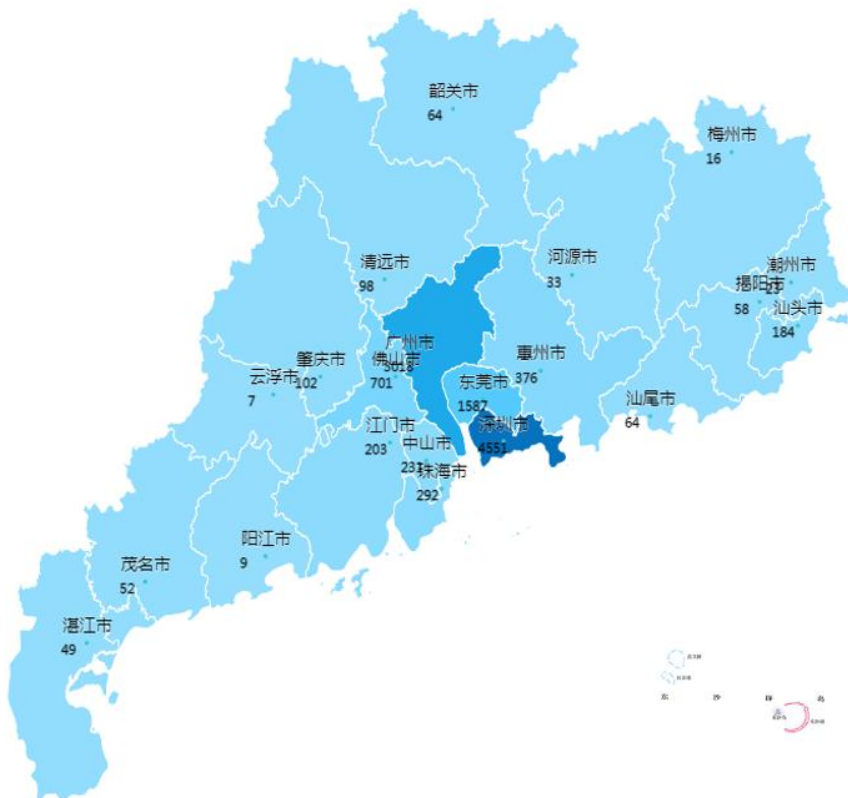 韶关市
64
梅州市
16
清远市
98
河源市
33
潮州市
23
揭阳市
58
汕头市
184
广州市
3018
佛山市
701
肇庆市
102
云浮市
7
惠州市
376
东莞市
1587
深圳市
4551
汕尾市
64
江门市
203
中山市
231
珠海市
292
阳江市
9
茂名市
52
湛江市
49
东 沙 群 岛